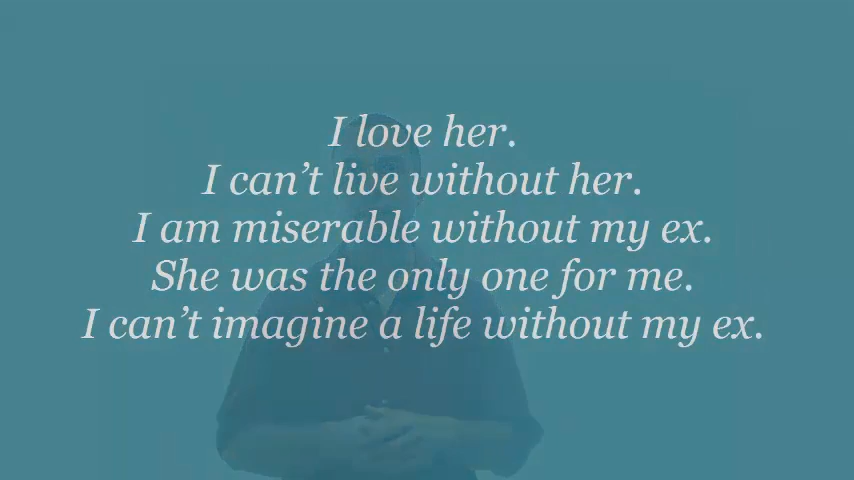 I love her.
I can’t live without her.
I am miserable without my ex.
She was the only one for me.
I can’t imagine a life without my ex.